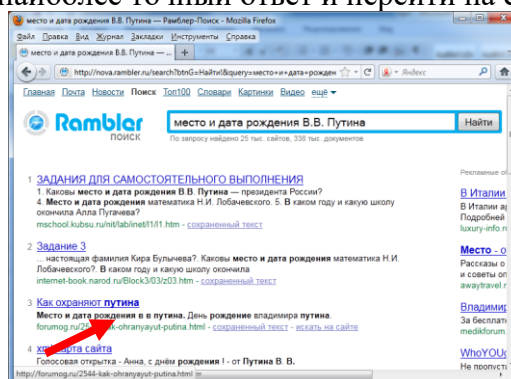 наиболее точный ответ и перейти на с
место и дата рождения В.В. Путина — Рамблер-Поиск - Mozilla Firefox
Файл Правка Вид Журнал Закладки Инструменты Справка
место и дата рождения В.В. Путина — ...
http://nova.rambler.ru/search?btnG=Найти!&query=место+и+дата+рожден
Яндекс
Главная Почта Новости Поиск Топ100 Словари Картинки Видео ещё
Rambler
поиск
место и дата рождения В.В. Путина
Найти
По запросу найдено 25 тыс. сайтов, 336 тыс. документов
1 ЗАДАНИЯ ДЛЯ САМОСТОЯТЕЛЬНОГО ВЫПОЛНЕНИЯ
1. Каковы место и дата рождения В.В. Путина — президента России?
4. Место и дата рождения математика Н.И. Лобачевского. 5. В каком году и какую школу
окончила Алла Пугачева?
mschool.kubsu.ru/nit/lab/inet/l1/l1.htm - сохраненный текст
2 Задание 3
... настоящая фамилия Кира Булычева?. Каковы место и дата рождения математика Н.И.
Лобачевского?. В каком году и какую школу окончила
internet-book.narod.ru/Block3/03/z03.htm - сохраненный текст
3 Как охраняют путина
Место и дата рождения в в путина. День рождение владимира путина.
forumog.ru/2544-kak-ohranyayut-putina.html - сохраненный текст - искать на сайте
4 карта сайта
Голосовая открытка - Анна, с днём рождения ! - от Путина В. В.
http://forumog.ru/2544-kak-ohranyayut-putina.html
Рекламные
В Италии
В Италии
Подробней
luxury-info.r
Место - о
Рассказы о
и советы оп
awaytravel.r
Владимир
За бесплат
medikforum
WhoYOU
Не пропусти